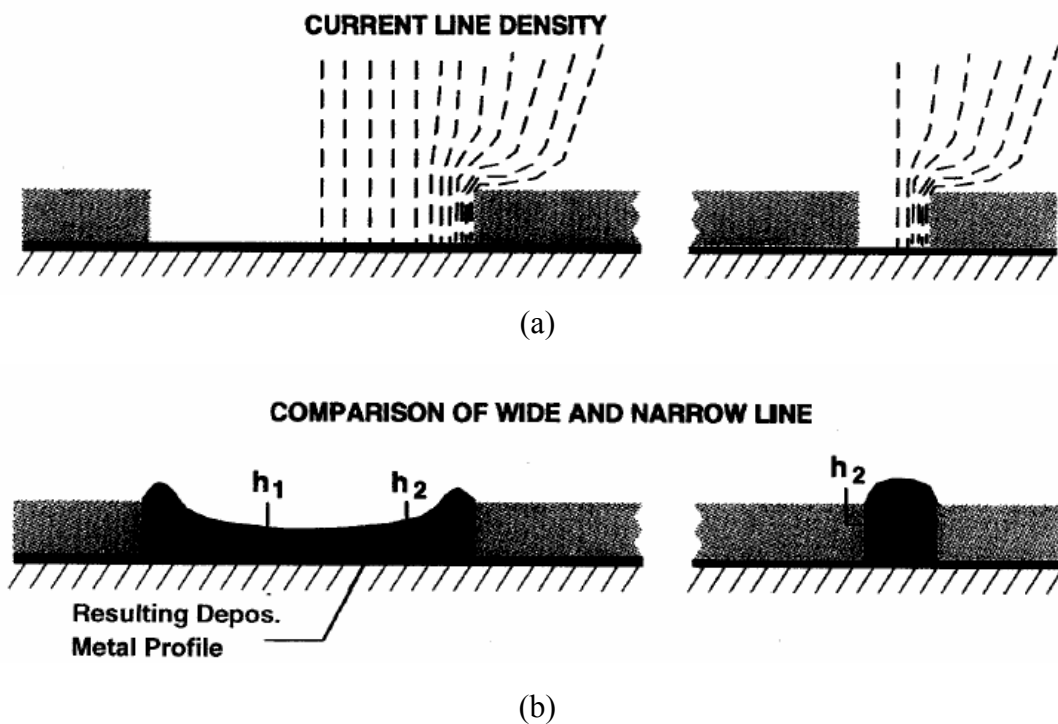 CURRENT LINE DENSITY
(a)
COMPARISON OF WIDE AND NARROW LINE
h1 h2 h2
Resulting Depos.
Metal Profile
(b)